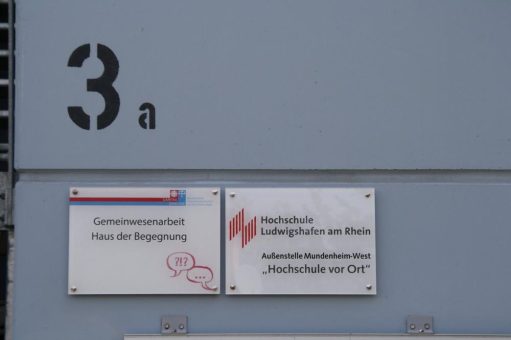 3a
Gemeinwesenarbeit
Haus der Begegnung
?!?
...
Hochschule
Ludwigshafen am Rhein
Außenstelle Mundenheim-West
„Hochschule vor Ort“